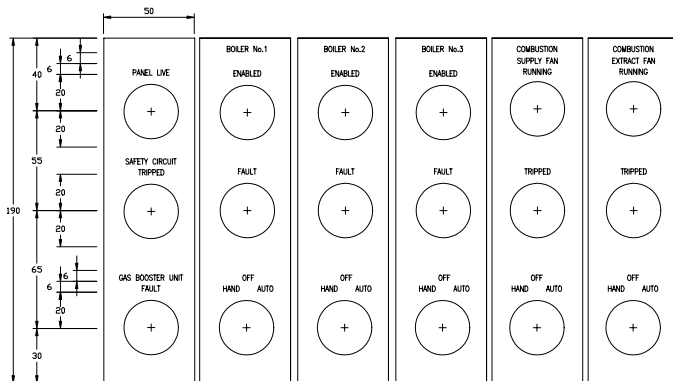 50
40
6
6
20
20
55
20
20
190
65
6
6
20
30
PANEL LIVE
SAFETY CIRCUIT
TRIPPED
GAS BOOSTER UNIT
FAULT
BOILER No.1
ENABLED
FAULT
OFF
HAND AUTO
BOILER No.2
ENABLED
FAULT
OFF
HAND AUTO
BOILER No.3
ENABLED
FAULT
OFF
HAND AUTO
COMBUSTION
SUPPLY FAN
RUNNING
TRIPPED
OFF
HAND AUTO
COMBUSTION
EXTRACT FAN
RUNNING
TRIPPED
OFF
HAND AUTO